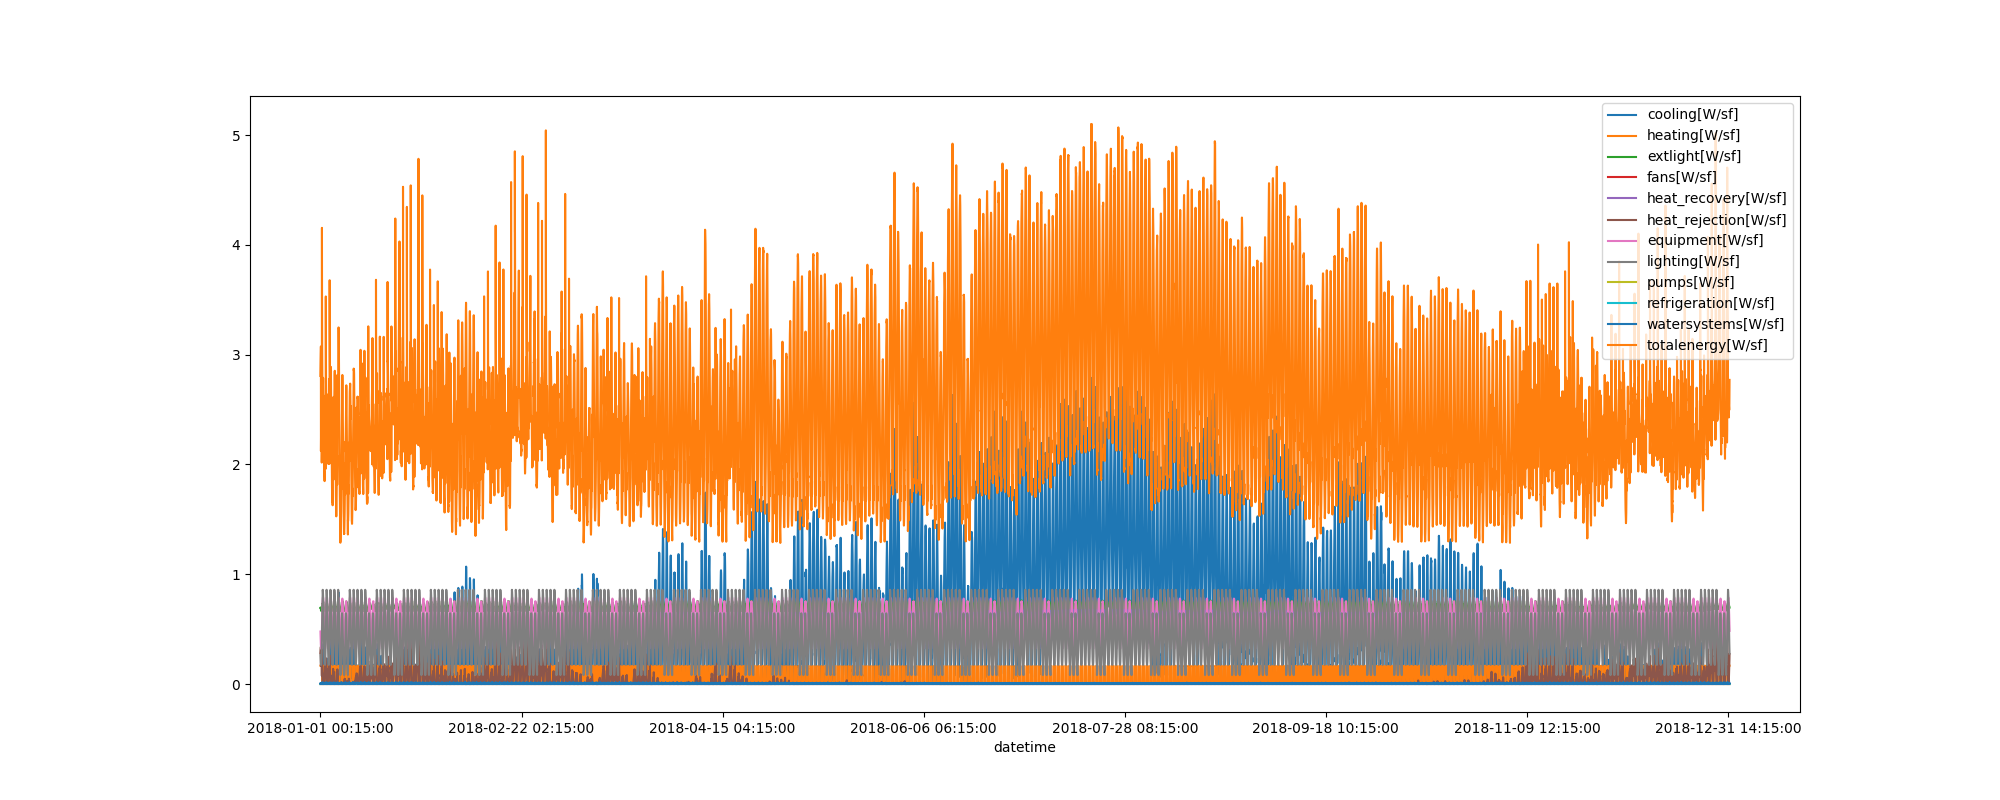 cooling[W/sf]
heating[W/sf]
extlight[W/sf]
fans[W/sf]
heat_recovery[W/sf]
heat_rejection[W/sf]
equipment[W/sf]
lighting[W/sf]
pumps[W/sf]
refrigeration[W/sf]
watersystems[W/sf]
totalenergy[W/sf]
5
4
3
2
1
0
2018-01-01 00:15:00 2018-02-22 02:15:00 2018-04-15 04:15:00 2018-06-06 06:15:00 2018-07-28 08:15:00 2018-09-18 10:15:00 2018-11-09 12:15:00 2018-12-31 14:15:00
datetime